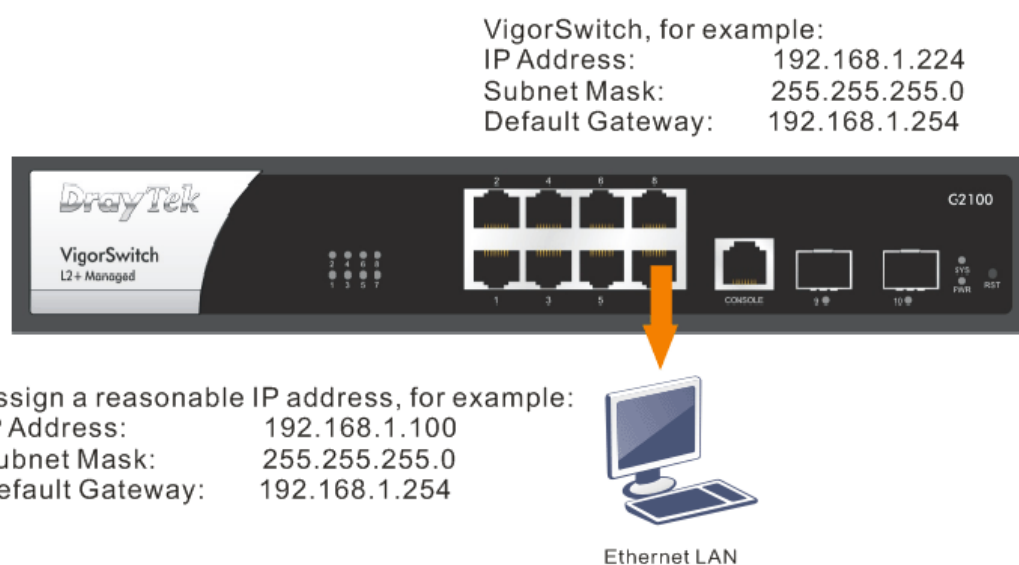 VigorSwitch, for example:
IP Address: 192.168.1.224
Subnet Mask: 255.255.255.0
Default Gateway: 192.168.1.254
DrayTek
VigorSwitch
L2+ Managed
2 4 6 8
1 3 5 7
2 4 6 8
1 3 5
CONSOLE
9
10
G2100
SYS
PWR
RST
ssign a reasonable IP address, for example:
P Address: 192.168.1.100
ubnet Mask: 255.255.255.0
efault Gateway: 192.168.1.254
Ethernet LAN